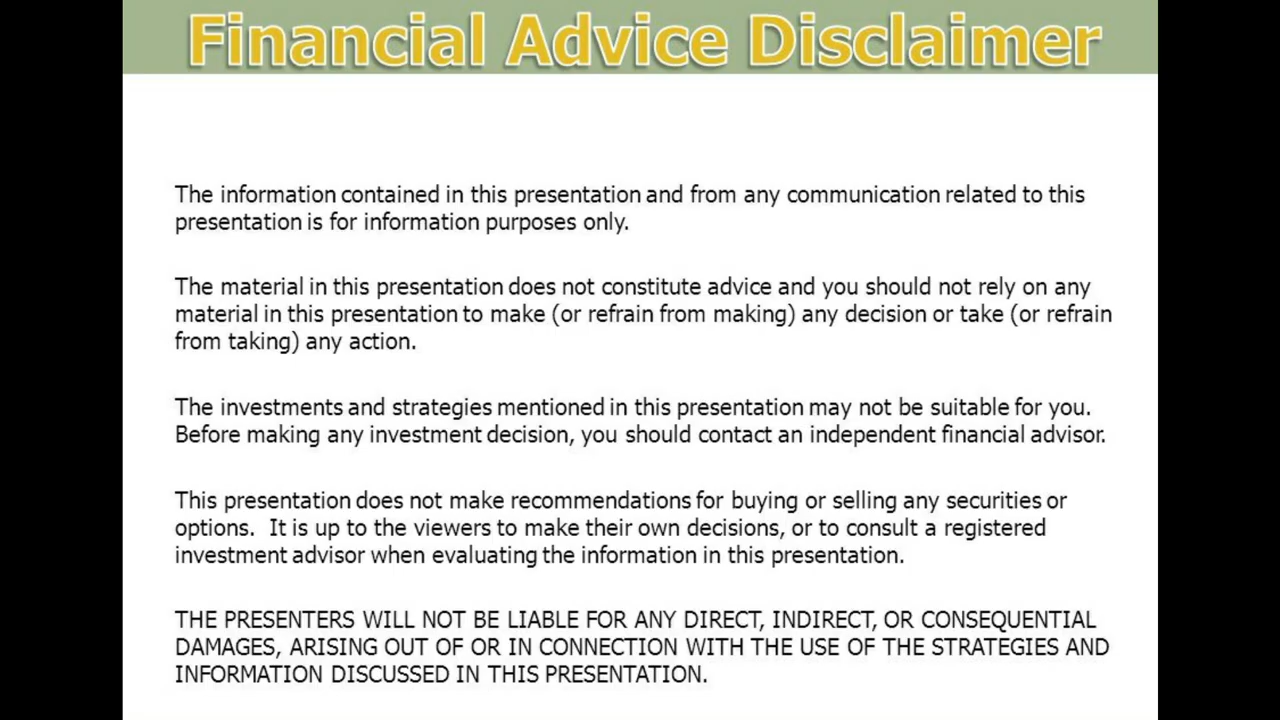 Financial Advice Disclaimer
The information contained in this presentation and from any communication related to this
presentation is for information purposes only.
The material in this presentation does not constitute advice and you should not rely on any
material in this presentation to make (or refrain from making) any decision or take (or refrain
from taking) any action.
The investments and strategies mentioned in this presentation may not be suitable for you.
Before making any investment decision, you should contact an independent financial advisor.
This presentation does not make recommendations for buying or selling any securities or
options.  It is up to the viewers to make their own decisions, or to consult a registered
investment advisor when evaluating the information in this presentation.
THE PRESENTERS WILL NOT BE LIABLE FOR ANY DIRECT, INDIRECT, OR CONSEQUENTIAL
DAMAGES, ARISING OUT OF OR IN CONNECTION WITH THE USE OF THE STRATEGIES AND
INFORMATION DISCUSSED IN THIS PRESENTATION.